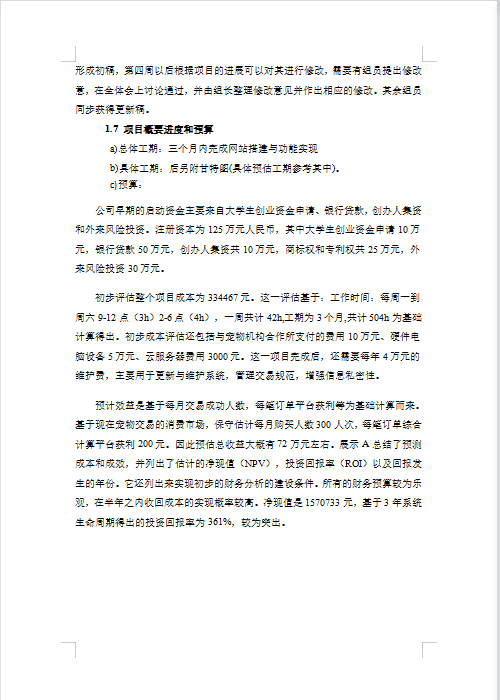 形成初稿，第四周以后根据项目的进展可以对其进行修改，需要有组员提出修改
意，在全体会上讨论通过，并由组长整理修改意见并作出相应的修改。其余组员
同步获得更新稿。
1.7 项目概要进度和预算
a)总体工期：三个月内完成网站搭建与功能实现
b)具体工期：后另附甘特图(具体预估工期参考其中)。
c)预算：
公司早期的启动资金主要来自大学生创业资金申请、银行贷款，创办人集资
和外来风险投资。注册资本为 125 万元人民币，其中大学生创业资金申请 10 万
元，银行贷款 50 万元，创办人集资共 10 万元，商标权和专利权共 25 万元，外
来风险投资 30 万元。
初步评估整个项目成本为 334467 元。这一评估基于：工作时间：每周一到
周六 9-12 点（3h）2-6 点（4h），一周共计 42h,工期为 3 个月,共计 504h 为基础
计算得出。初步成本评估还包括与宠物机构合作所支付的费用 10 万元、硬件电
脑设备 5 万元、云服务器费用 3000 元。这一项目完成后，还需要每年 4 万元的
维护费，主要用于更新与维护系统，管理交易规范，增强信息私密性。
预计效益是基于每月交易成功人数，每笔订单平台获利等为基础计算而来。
基于现在宠物交易的消费市场，保守估计每月购买人数 300 人次，每笔订单综合
计算平台获利 200 元。因此预估总收益大概有 72 万元左右。展示 A 总结了预测
成本和成效，并列出了估计的净现值（NPV），投资回报率（ROI）以及回报发
生的年份。它还列出来实现初步的财务分析的建设条件。所有的财务预算较为乐
观，在半年之内收回成本的实现概率较高。净现值是 1570733 元，基于 3 年系统
生命周期得出的投资回报率为 361%，较为突出。